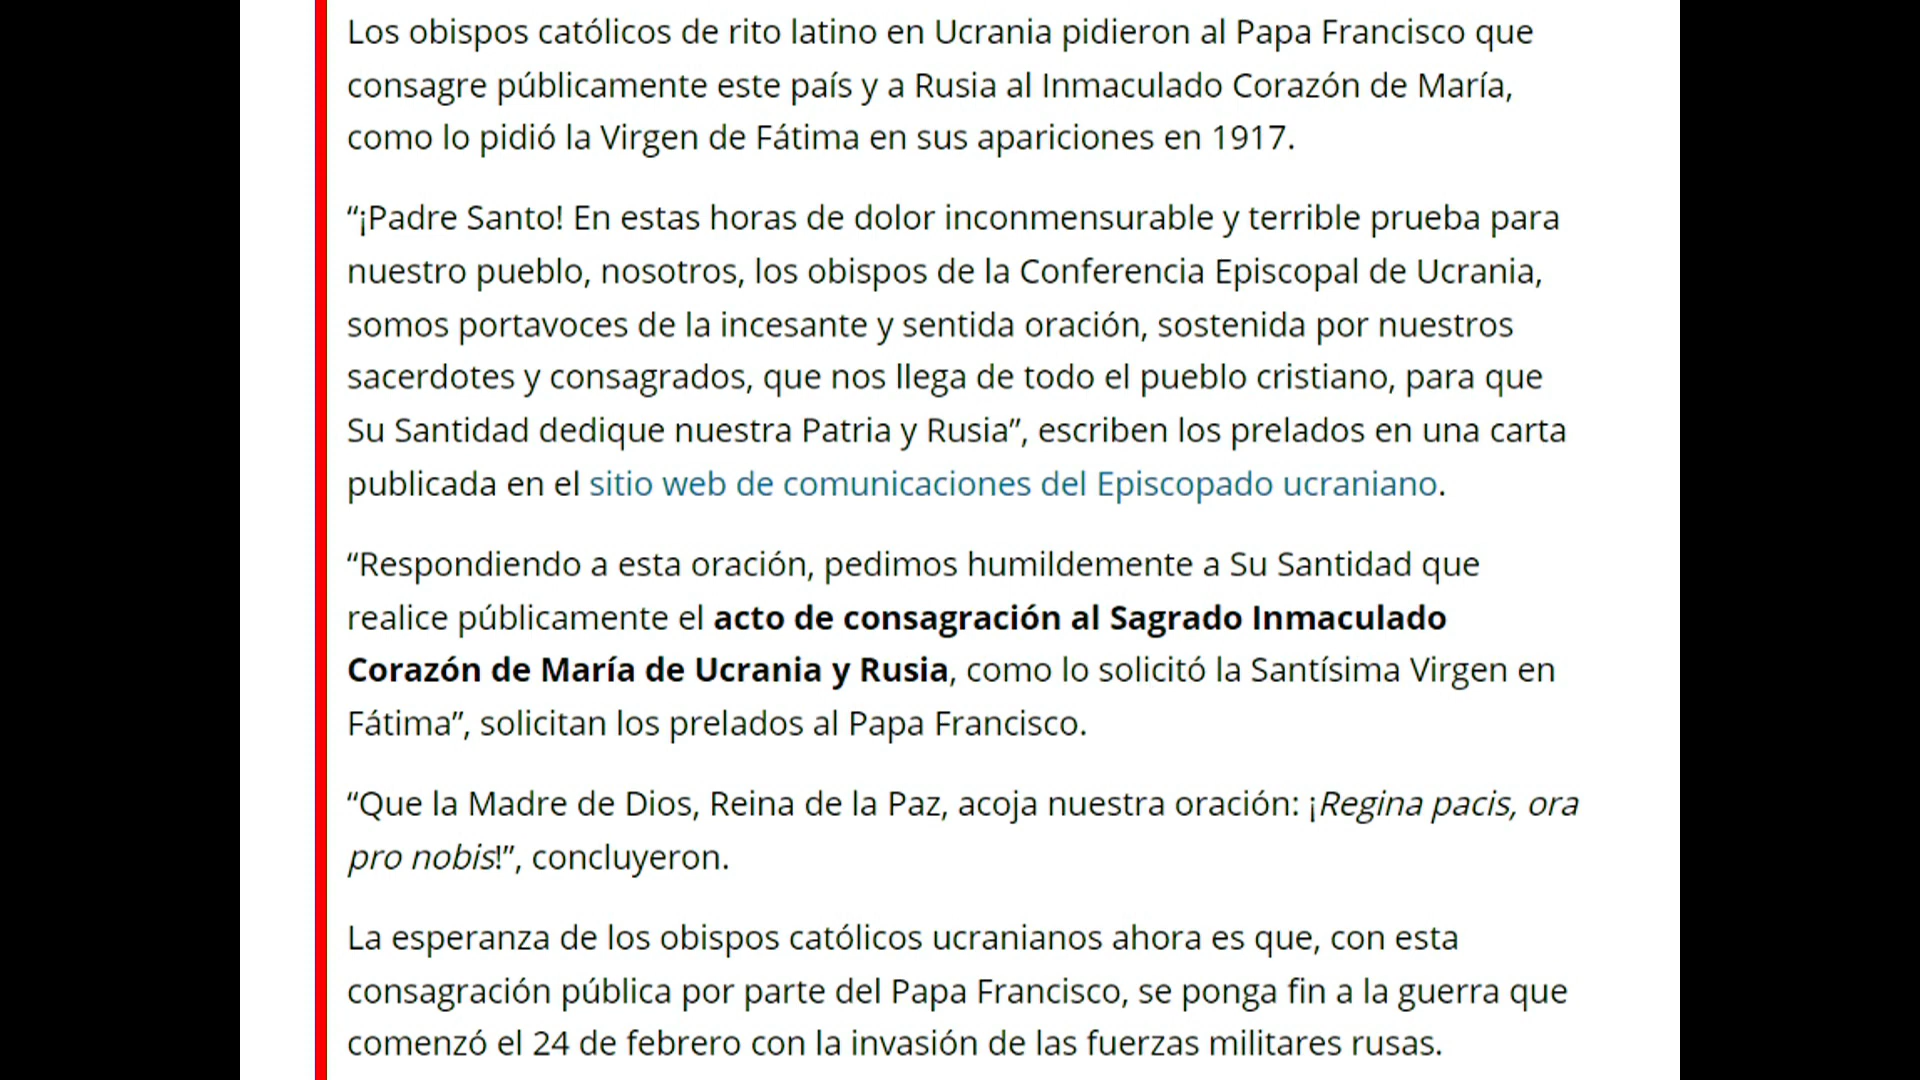 Los obispos católicos de rito latino en Ucrania pidieron al Papa Francisco que
consagre públicamente este país y a Rusia al Inmaculado Corazón de María,
como lo pidió la Virgen de Fátima en sus apariciones en 1917.
“¡Padre Santo! En estas horas de dolor inconmensurable y terrible prueba para
nuestro pueblo, nosotros, los obispos de la Conferencia Episcopal de Ucrania,
somos portavoces de la incesante y sentida oración, sostenida por nuestros
sacerdotes y consagrados, que nos llega de todo el pueblo cristiano, para que
Su Santidad dedique nuestra Patria y Rusia”, escriben los prelados en una carta
publicada en el sitio web de comunicaciones del Episcopado ucraniano.
“Respondiendo a esta oración, pedimos humildemente a Su Santidad que
realice públicamente el acto de consagración al Sagrado Inmaculado
Corazón de María de Ucrania y Rusia, como lo solicitó la Santísima Virgen en
Fátima”, solicitan los prelados al Papa Francisco.
“Que la Madre de Dios, Reina de la Paz, acoja nuestra oración: ¡Regina pacis, ora
pro nobis!”, concluyeron.
La esperanza de los obispos católicos ucranianos ahora es que, con esta
consagración pública por parte del Papa Francisco, se ponga fin a la guerra que
comenzó el 24 de febrero con la invasión de las fuerzas militares rusas.